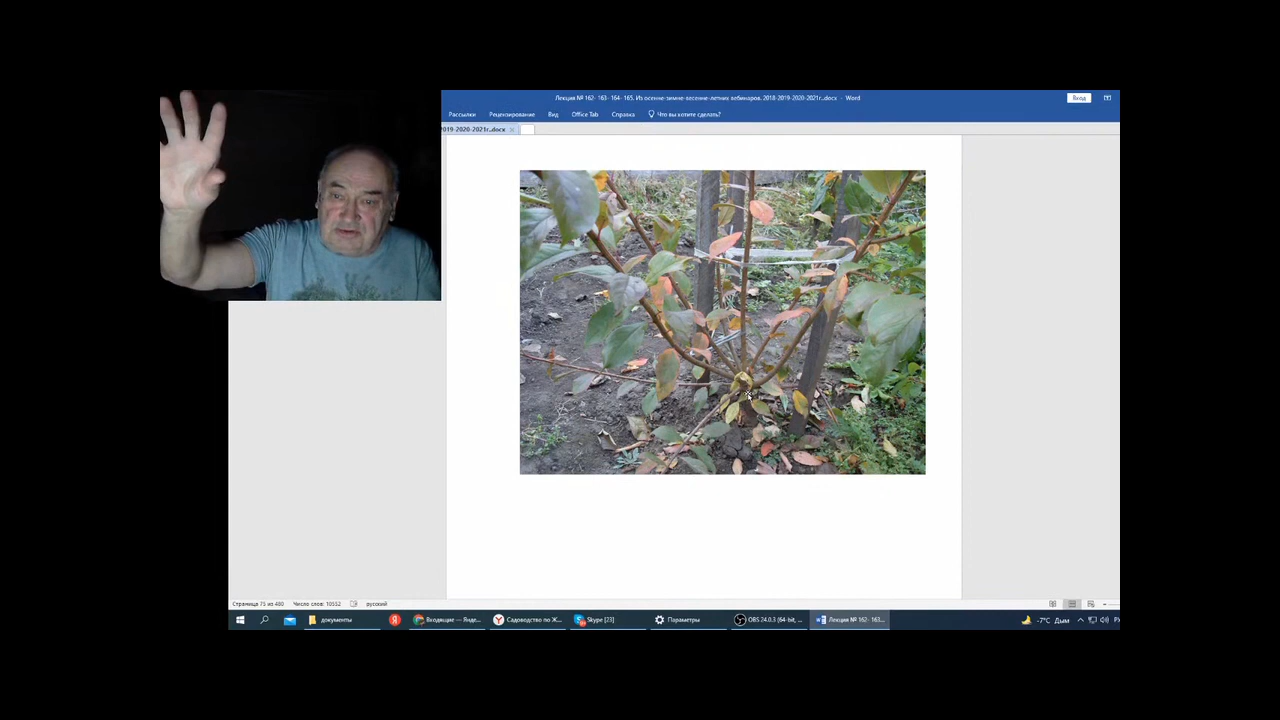 Лекция № 162- 163- 164- 165. Из осенне-зимне-весенне-летних вебинаров. 2018-2019-2020-2021г..docx - Word
Вход
Рассылки Рецензирование Вид Office Tab Справка Что вы хотите сделать?
2019-2020-2021г..docx
Страница 75 из 480 Число слов: 10552 русский
документы Входящие — Янде... Садоводство по Ж... Skype [23] Параметры OBS 24.0.3 (64-bit, ... Лекция № 162- 163... -7°C Дым